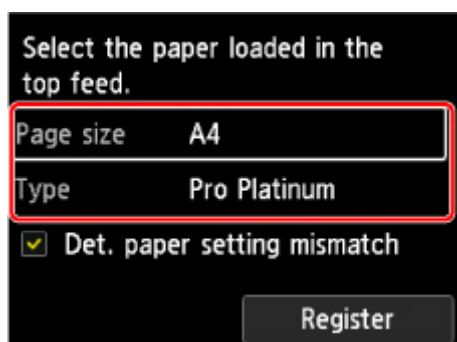 Select the paper loaded in the
top feed.
Page size A4
Type Pro Platinum
Det. paper setting mismatch
Register